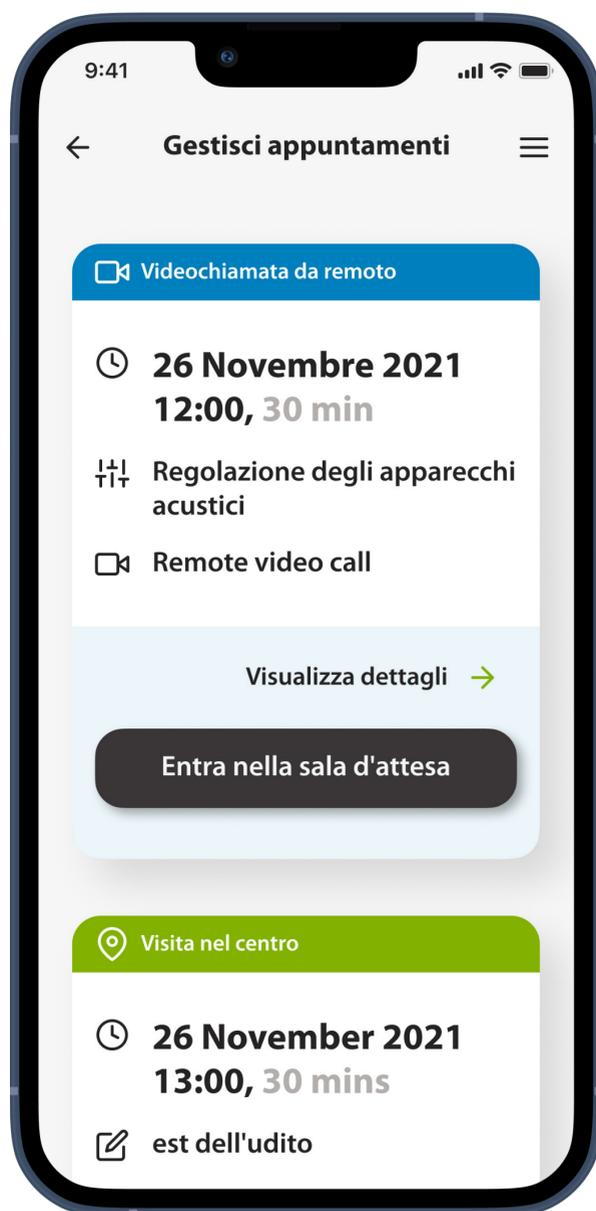 9:41
Gestisci appuntamenti
Videochiamata da remoto
26 Novembre 2021
12:00, 30 min
Regolazione degli apparecchi
acustici
Remote video call
Visualizza dettagli
Entra nella sala d'attesa
Visita nel centro
26 November 2021
13:00, 30 mins
est dell'udito